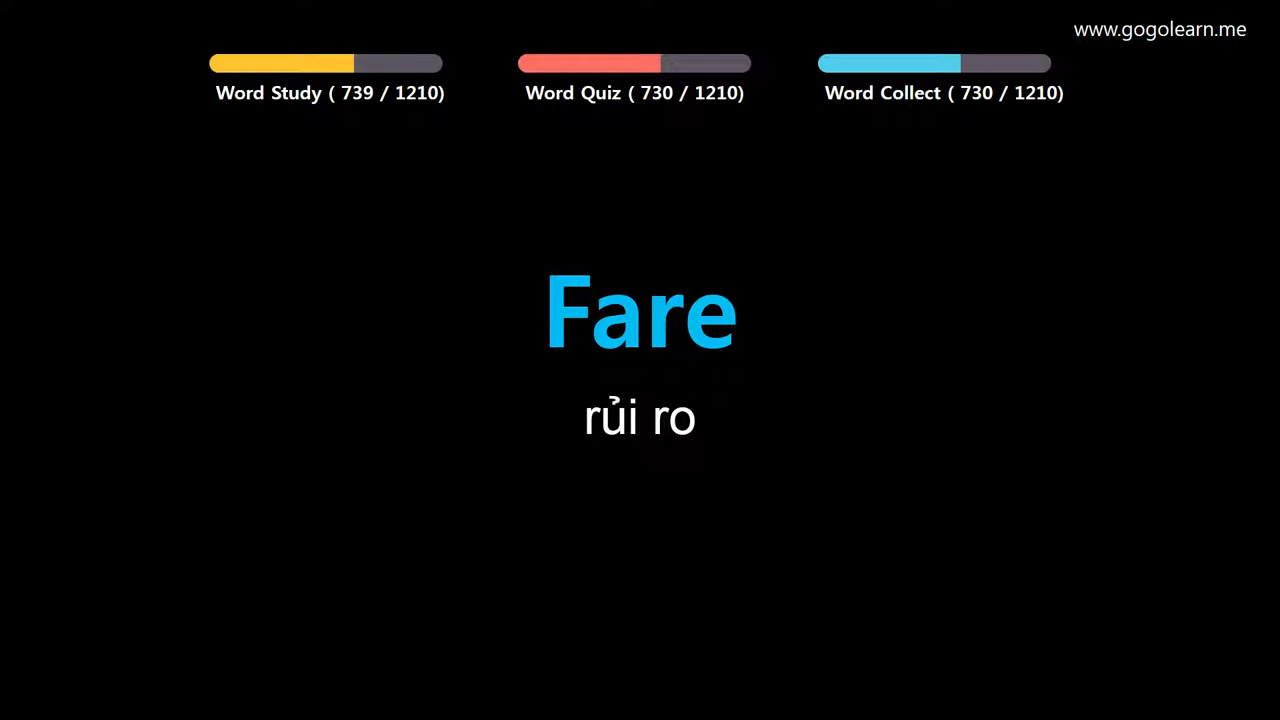 www.gogolearn.me
Word Study ( 739 / 1210)
Word Quiz ( 730 / 1210)
Word Collect ( 730 / 1210)
Fare
rủi ro